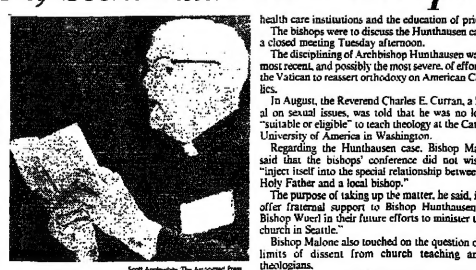 health care institutions and the education of pri
The bishops were to discuss the Hunthausen ca
a closed meeting Tuesday afternoon.
The disciplining of Archbishop Hunthausen wa
most recent, and possibly the most severe, of effor
the Vatican to reassert orthodoxy on American C
lics.
In August, the Reverend Charles E. Curran, a
al on sexual issues, was told that he was no lo
"suitable or eligible" to teach theology at the Ca
University of America in Washington.
Regarding the Hunthausen case, Bishop Ma
said that the bishops' conference did not wis
"inject itself into the special relationship betwee
Holy Father and a local bishop."
The purpose of taking up the matter, he said, i
offer fraternal support to Bishop Hunthausen
Bishop Wuerl in their future efforts to minister
church in Seattle."
Bishop Malone also touched on the question o
limits of dissent from church teaching
theologians.
The Associated Press